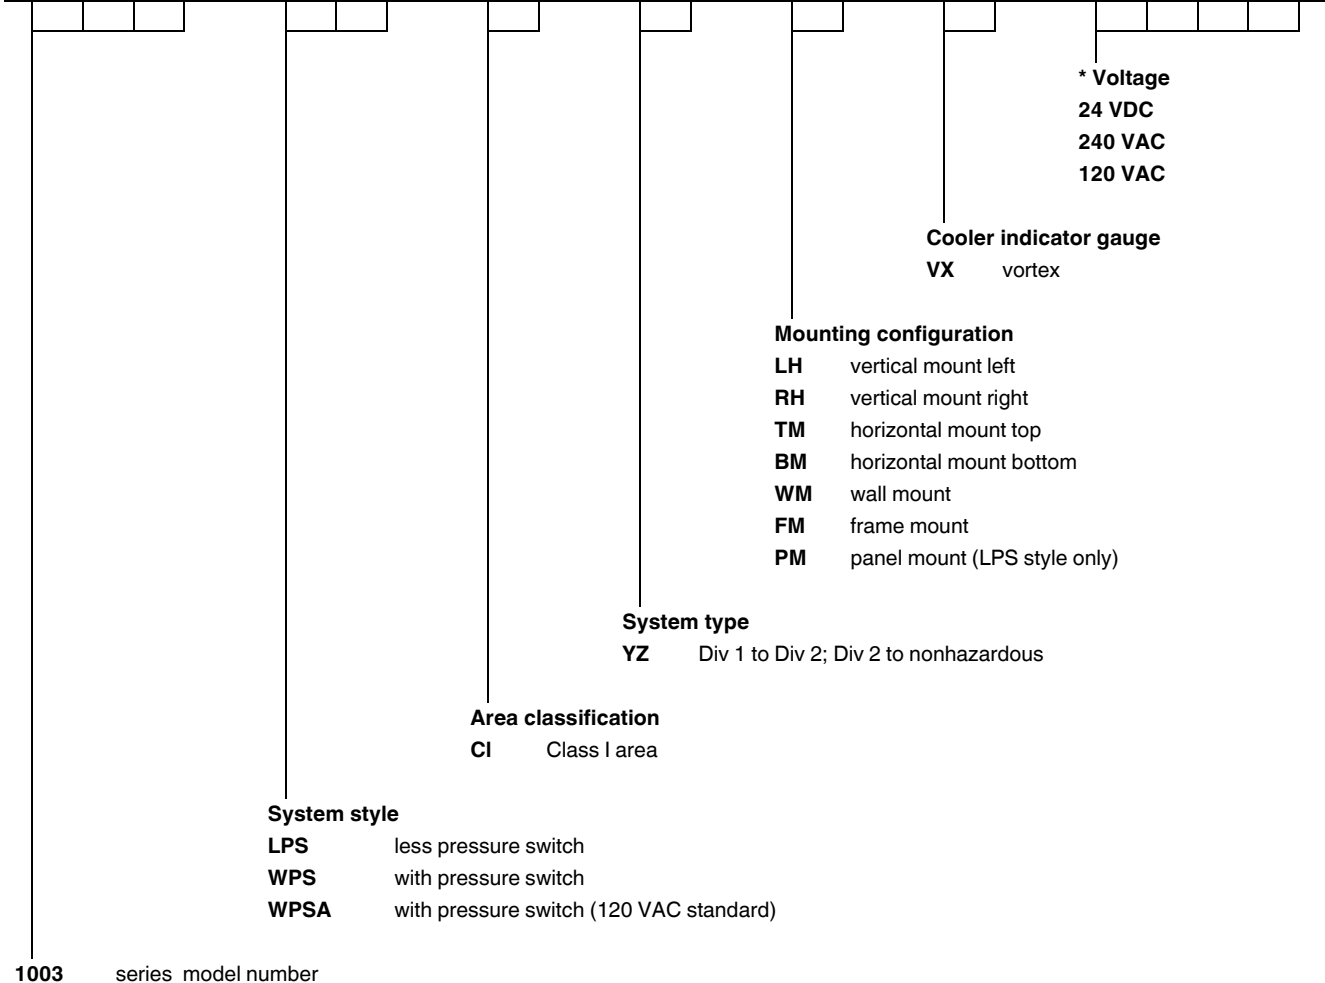 * Voltage
24 VDC
240 VAC
120 VAC
Cooler indicator gauge
VX vortex
Mounting configuration
LH vertical mount left
RH vertical mount right
TM horizontal mount top
BM horizontal mount bottom
WM wall mount
FM frame mount
PM panel mount (LPS style only)
System type
YZ Div 1 to Div 2; Div 2 to nonhazardous
Area classification
CI Class I area
System style
LPS less pressure switch
WPS with pressure switch
WPSA with pressure switch (120 VAC standard)
1003 series model number